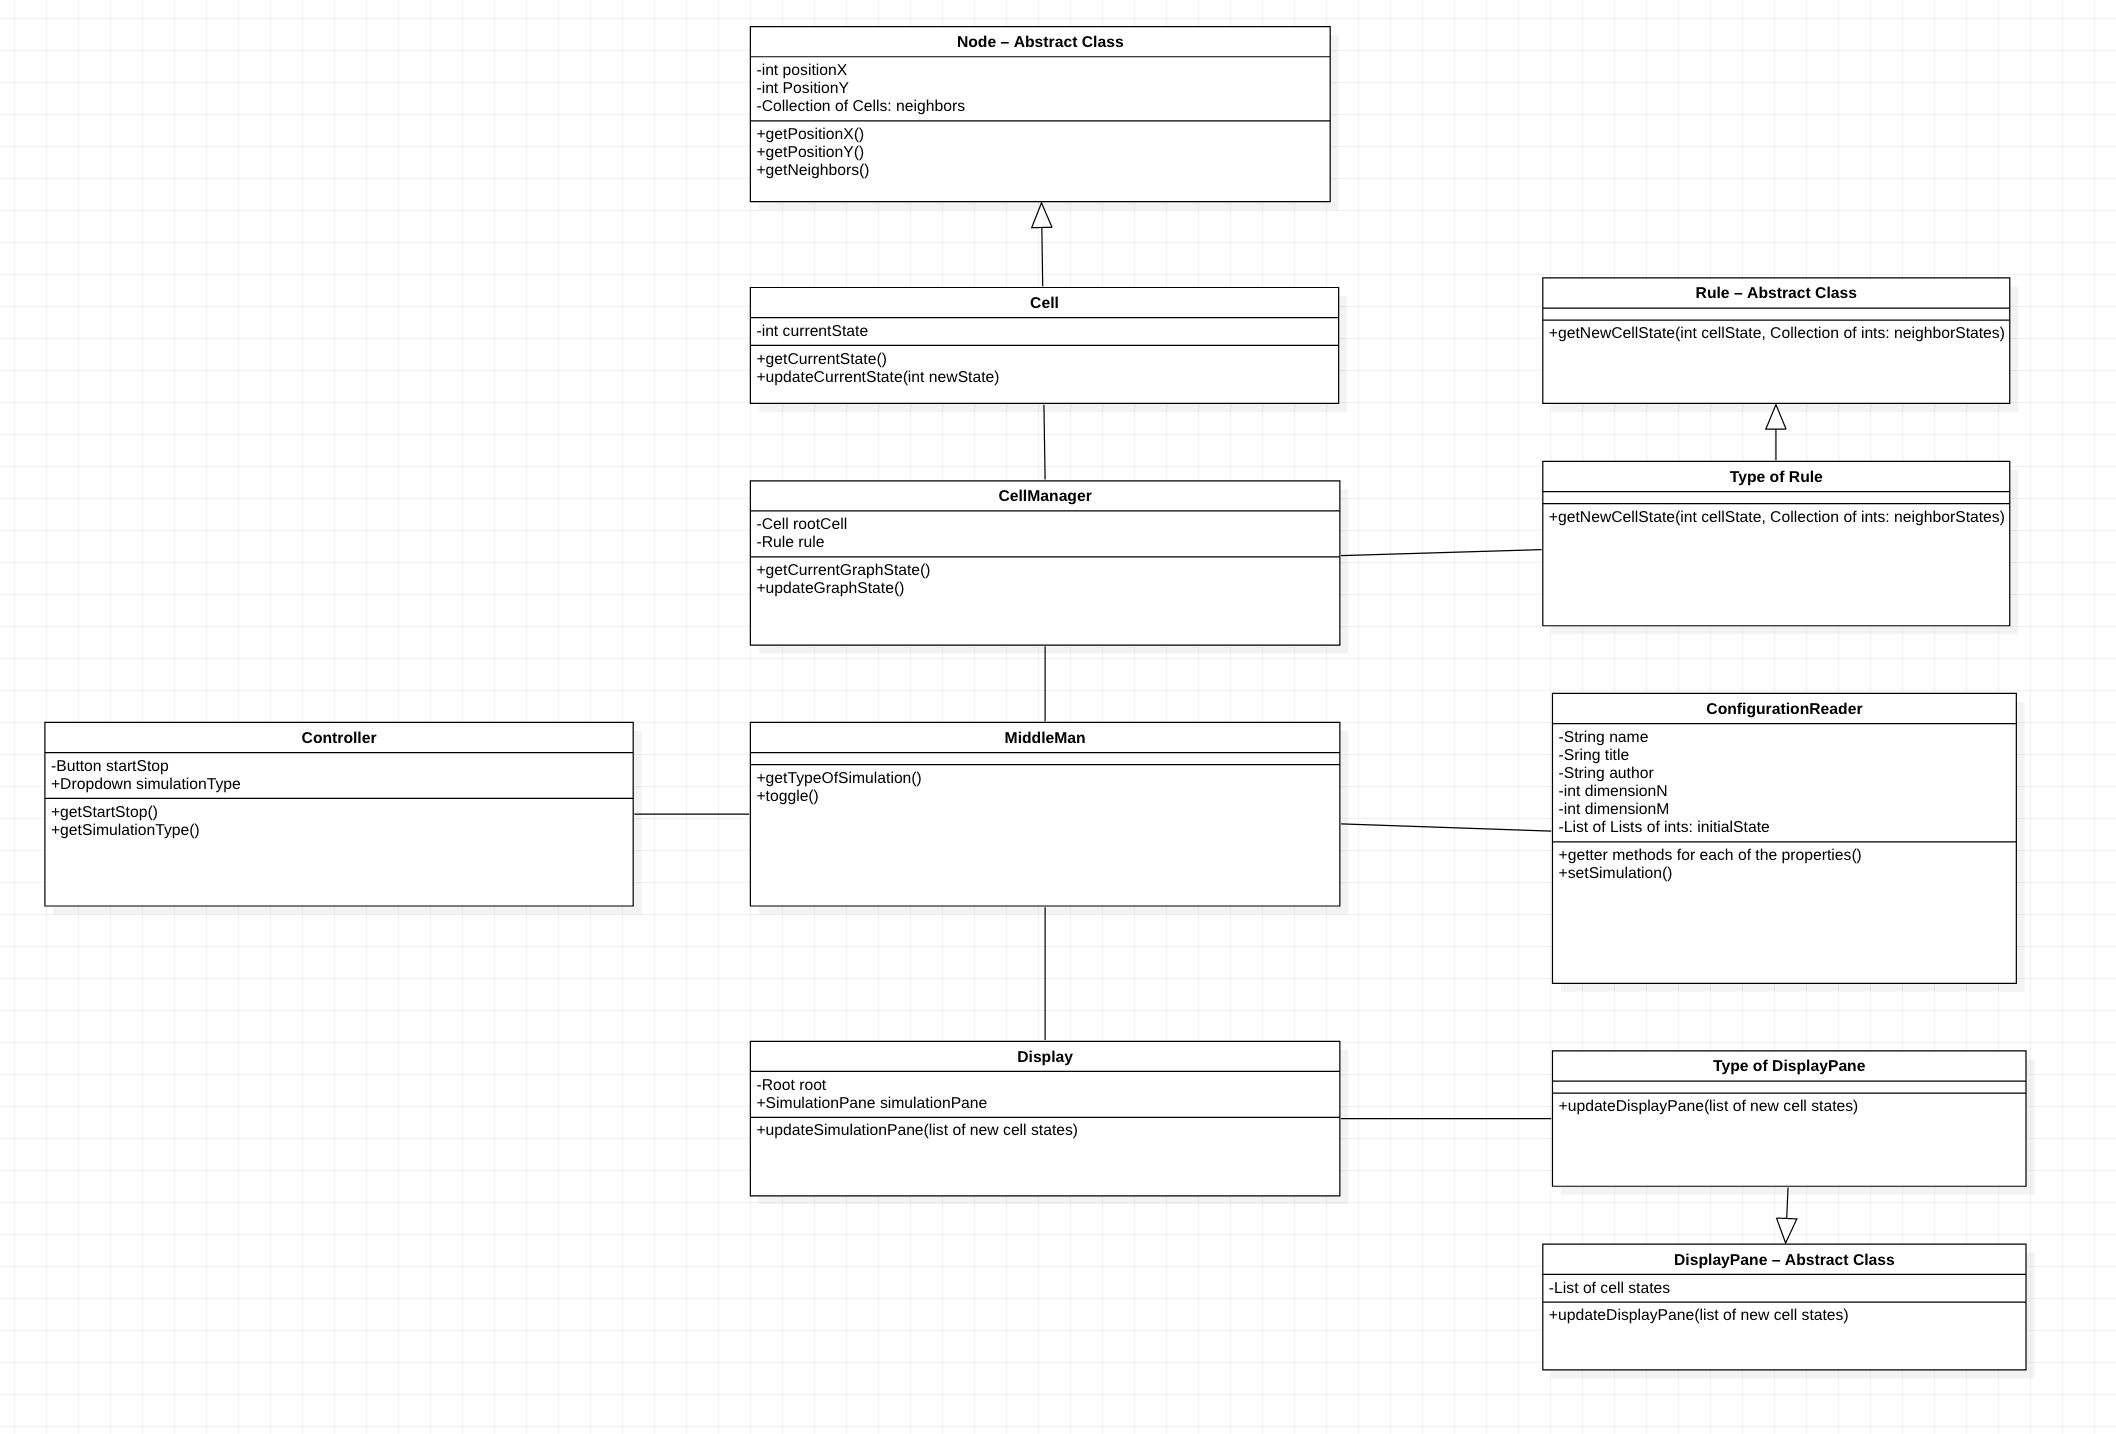 Node – Abstract Class
-int positionX
-int PositionY
-Collection of Cells: neighbors
+getPositionX()
+getPositionY()
+getNeighbors()
Cell
-int currentState
+getCurrentState()
+updateCurrentState(int newState)
Rule – Abstract Class
+getNewCellState(int cellState, Collection of ints: neighborStates)
Type of Rule
+getNewCellState(int cellState, Collection of ints: neighborStates)
CellManager
-Cell rootCell
-Rule rule
+getCurrentGraphState()
+updateGraphState()
Controller
-Button startStop
+Dropdown simulationType
+getStartStop()
+getSimulationType()
MiddleMan
+getTypeOfSimulation()
+toggle()
ConfigurationReader
-String name
-Sring title
-String author
-int dimensionN
-int dimensionM
-List of Lists of ints: initialState
+getter methods for each of the properties()
+setSimulation()
Display
-Root root
+SimulationPane simulationPane
+updateSimulationPane(list of new cell states)
Type of DisplayPane
+updateDisplayPane(list of new cell states)
DisplayPane – Abstract Class
-List of cell states
+updateDisplayPane(list of new cell states)